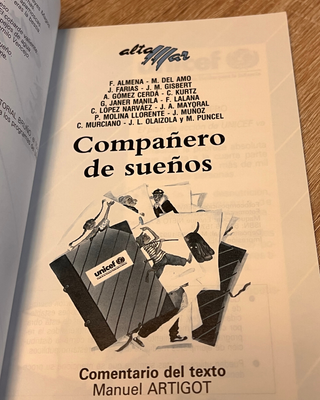 alta
Mar
F. ALMENA - M. DEL AMO
J. FARIAS - J. M. GISBERT
A. GÓMEZ CERDÁ - C. KURTZ
G. JANER MANILA - F. LALANA
C. LÓPEZ NARVÁEZ - J. A. MAYORAL
P. MOLINA LLORENTE - J. MUÑOZ
C. MURCIANO - J. L. OLAIZOLA y M. PUNCEL
Compañero
de sueños
unicef
Comentario del texto
Manuel ARTIGOT